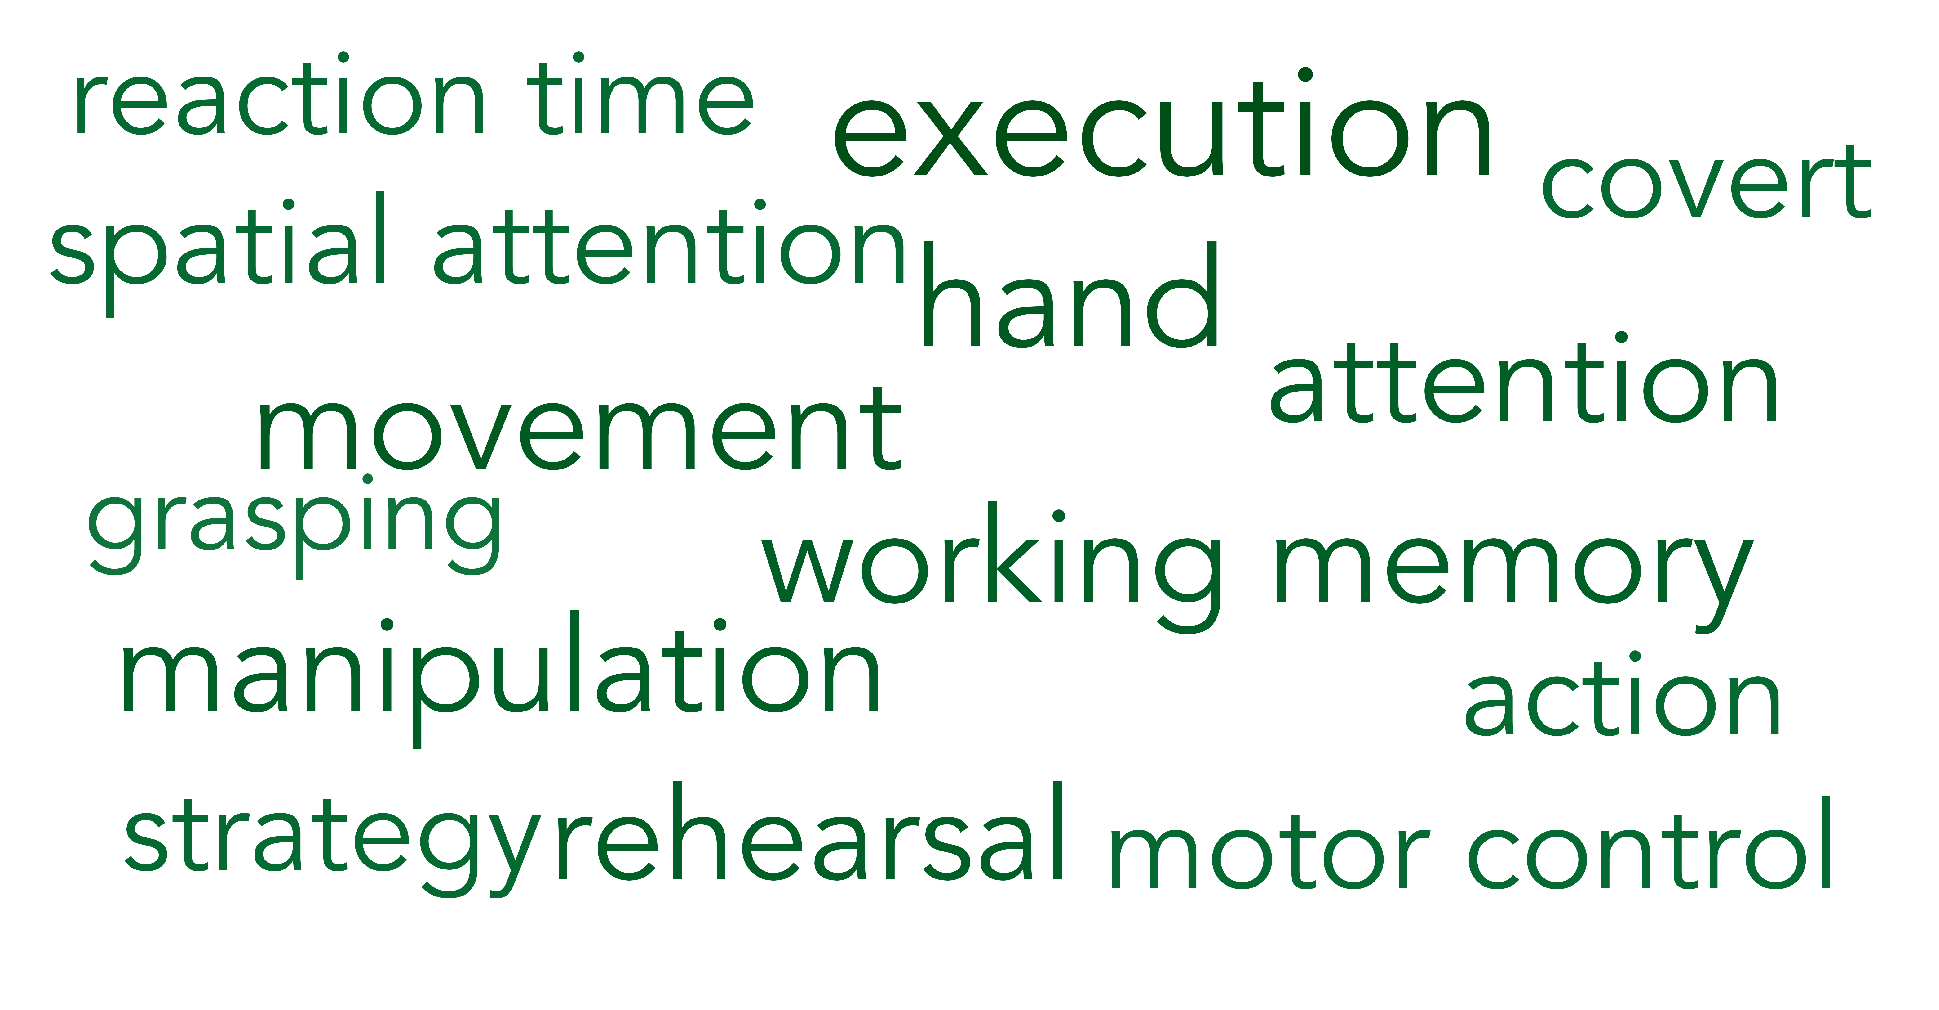 reaction time
execution
covert
spatial attention
hand
attention
movement
grasping
working memory
manipulation
action
strategy
rehearsal
motor control